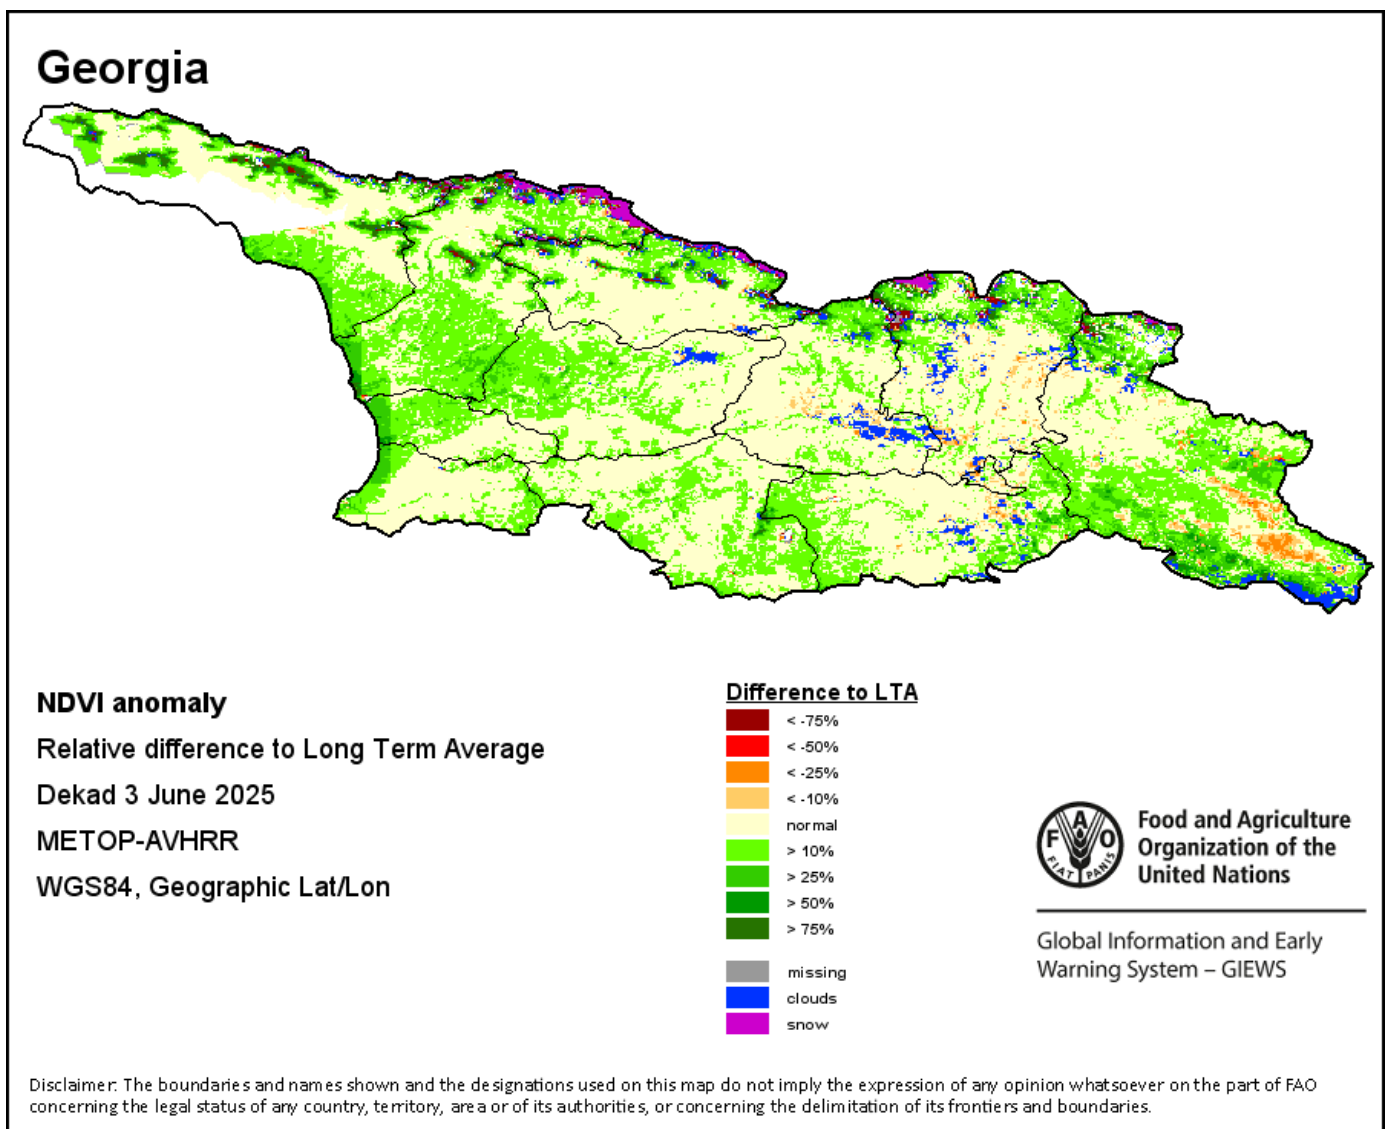 Georgia
NDVI anomaly
Relative difference to Long Term Average
Dekad 3 June 2025
METOP-AVHRR
WGS84, Geographic Lat/Lon
Difference to LTA
< -75%
< -50%
< -25%
< -10%
normal
> 10%
> 25%
> 50%
> 75%
missing
clouds
snow
F A O
FIAT PANIS
Food and Agriculture
Organization of the
United Nations
Global Information and Early
Warning System – GIEWS
Disclaimer: The boundaries and names shown and the designations used on this map do not imply the expression of any opinion whatsoever on the part of FAO
concerning the legal status of any country, territory, area or of its authorities, or concerning the delimitation of its frontiers and boundaries.